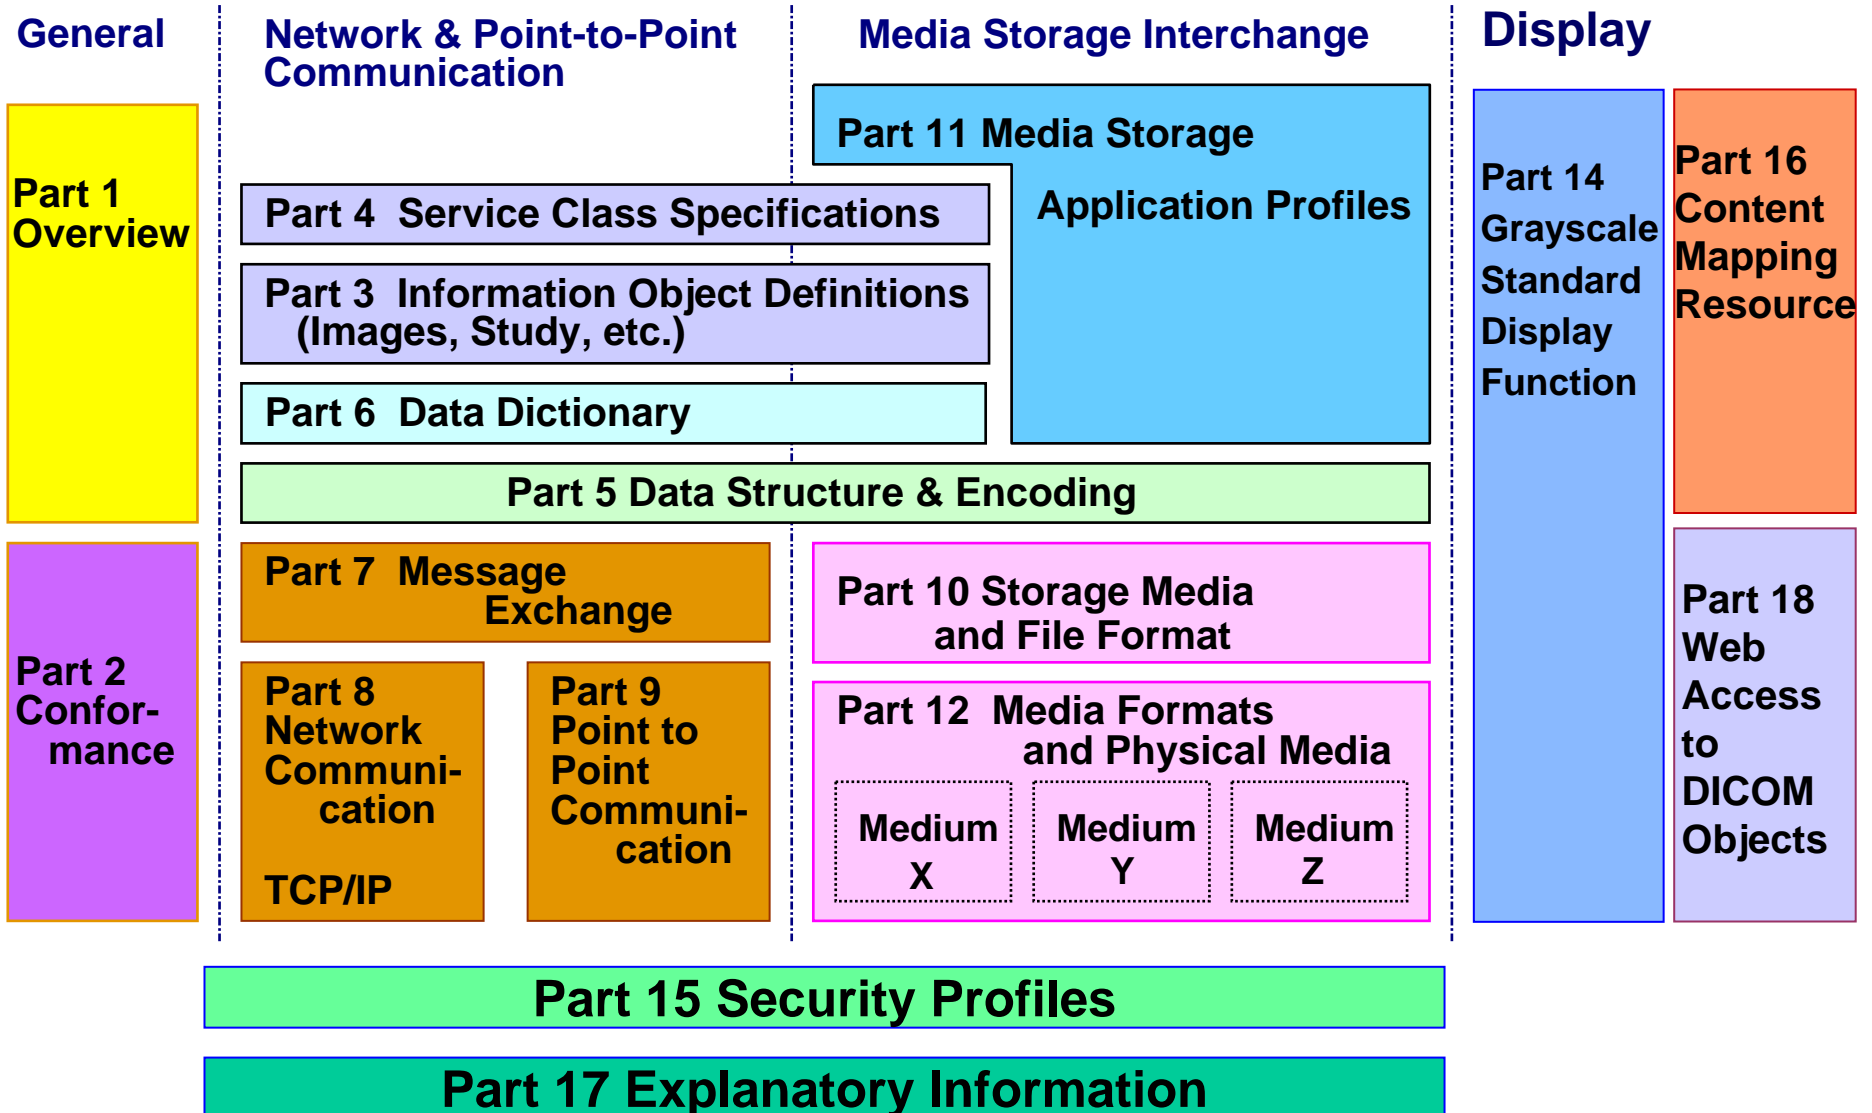 General
Network & Point-to-Point
Communication
Media Storage Interchange
Display
Part 1
Overview
Part 2
Confor-
mance
Part 4 Service Class Specifications
Part 3 Information Object Definitions
(Images, Study, etc.)
Part 6 Data Dictionary
Part 5 Data Structure & Encoding
Part 7 Message
Exchange
Part 8
Network
Communi-
cation
TCP/IP
Part 9
Point to
Point
Communi-
cation
Part 11 Media Storage
Application Profiles
Part 10 Storage Media
and File Format
Part 12 Media Formats
and Physical Media
Medium
X
Medium
Y
Medium
Z
Part 14
Grayscale
Standard
Display
Function
Part 16
Content
Mapping
Resource
Part 18
Web
Access
to
DICOM
Objects
Part 15 Security Profiles
Part 17 Explanatory Information